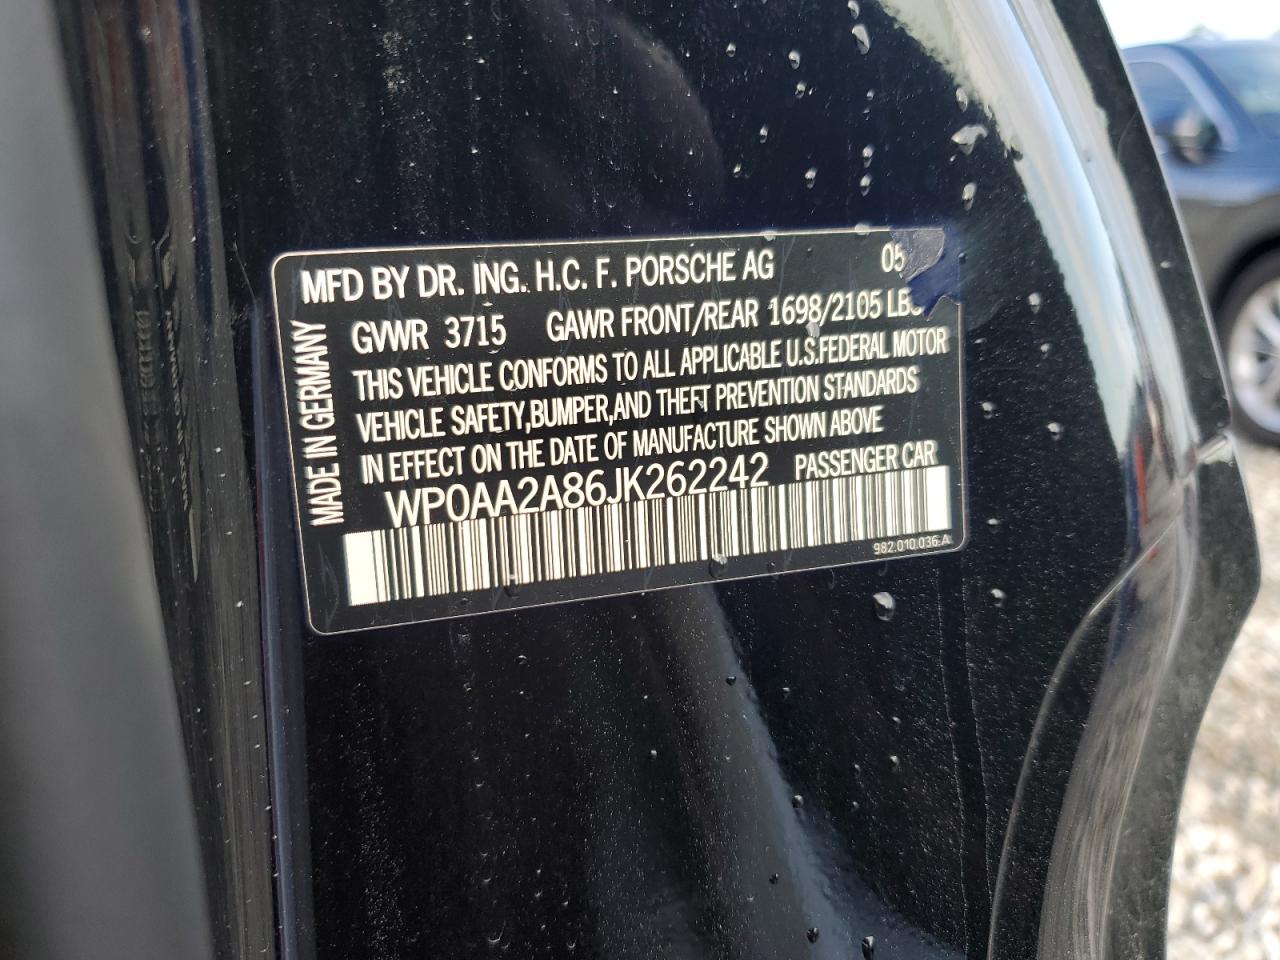 MFD BY DR. ING. H.C. F. PORSCHE AG 05
GVWR 3715 GAWR FRONT/REAR 1698/2105
THIS VEHICLE CONFORMS TO ALL APPLICABLE U.S.FEDERAL MOTOR
VEHICLE SAFETY,BUMPER,AND THEFT PREVENTION STANDARDS
IN EFFECT ON THE DATE OF MANUFACTURE SHOWN ABOVE
WP0AA2A86JK262242 PASSENGER CAR
982.010.036.A
MADE IN GERMANY